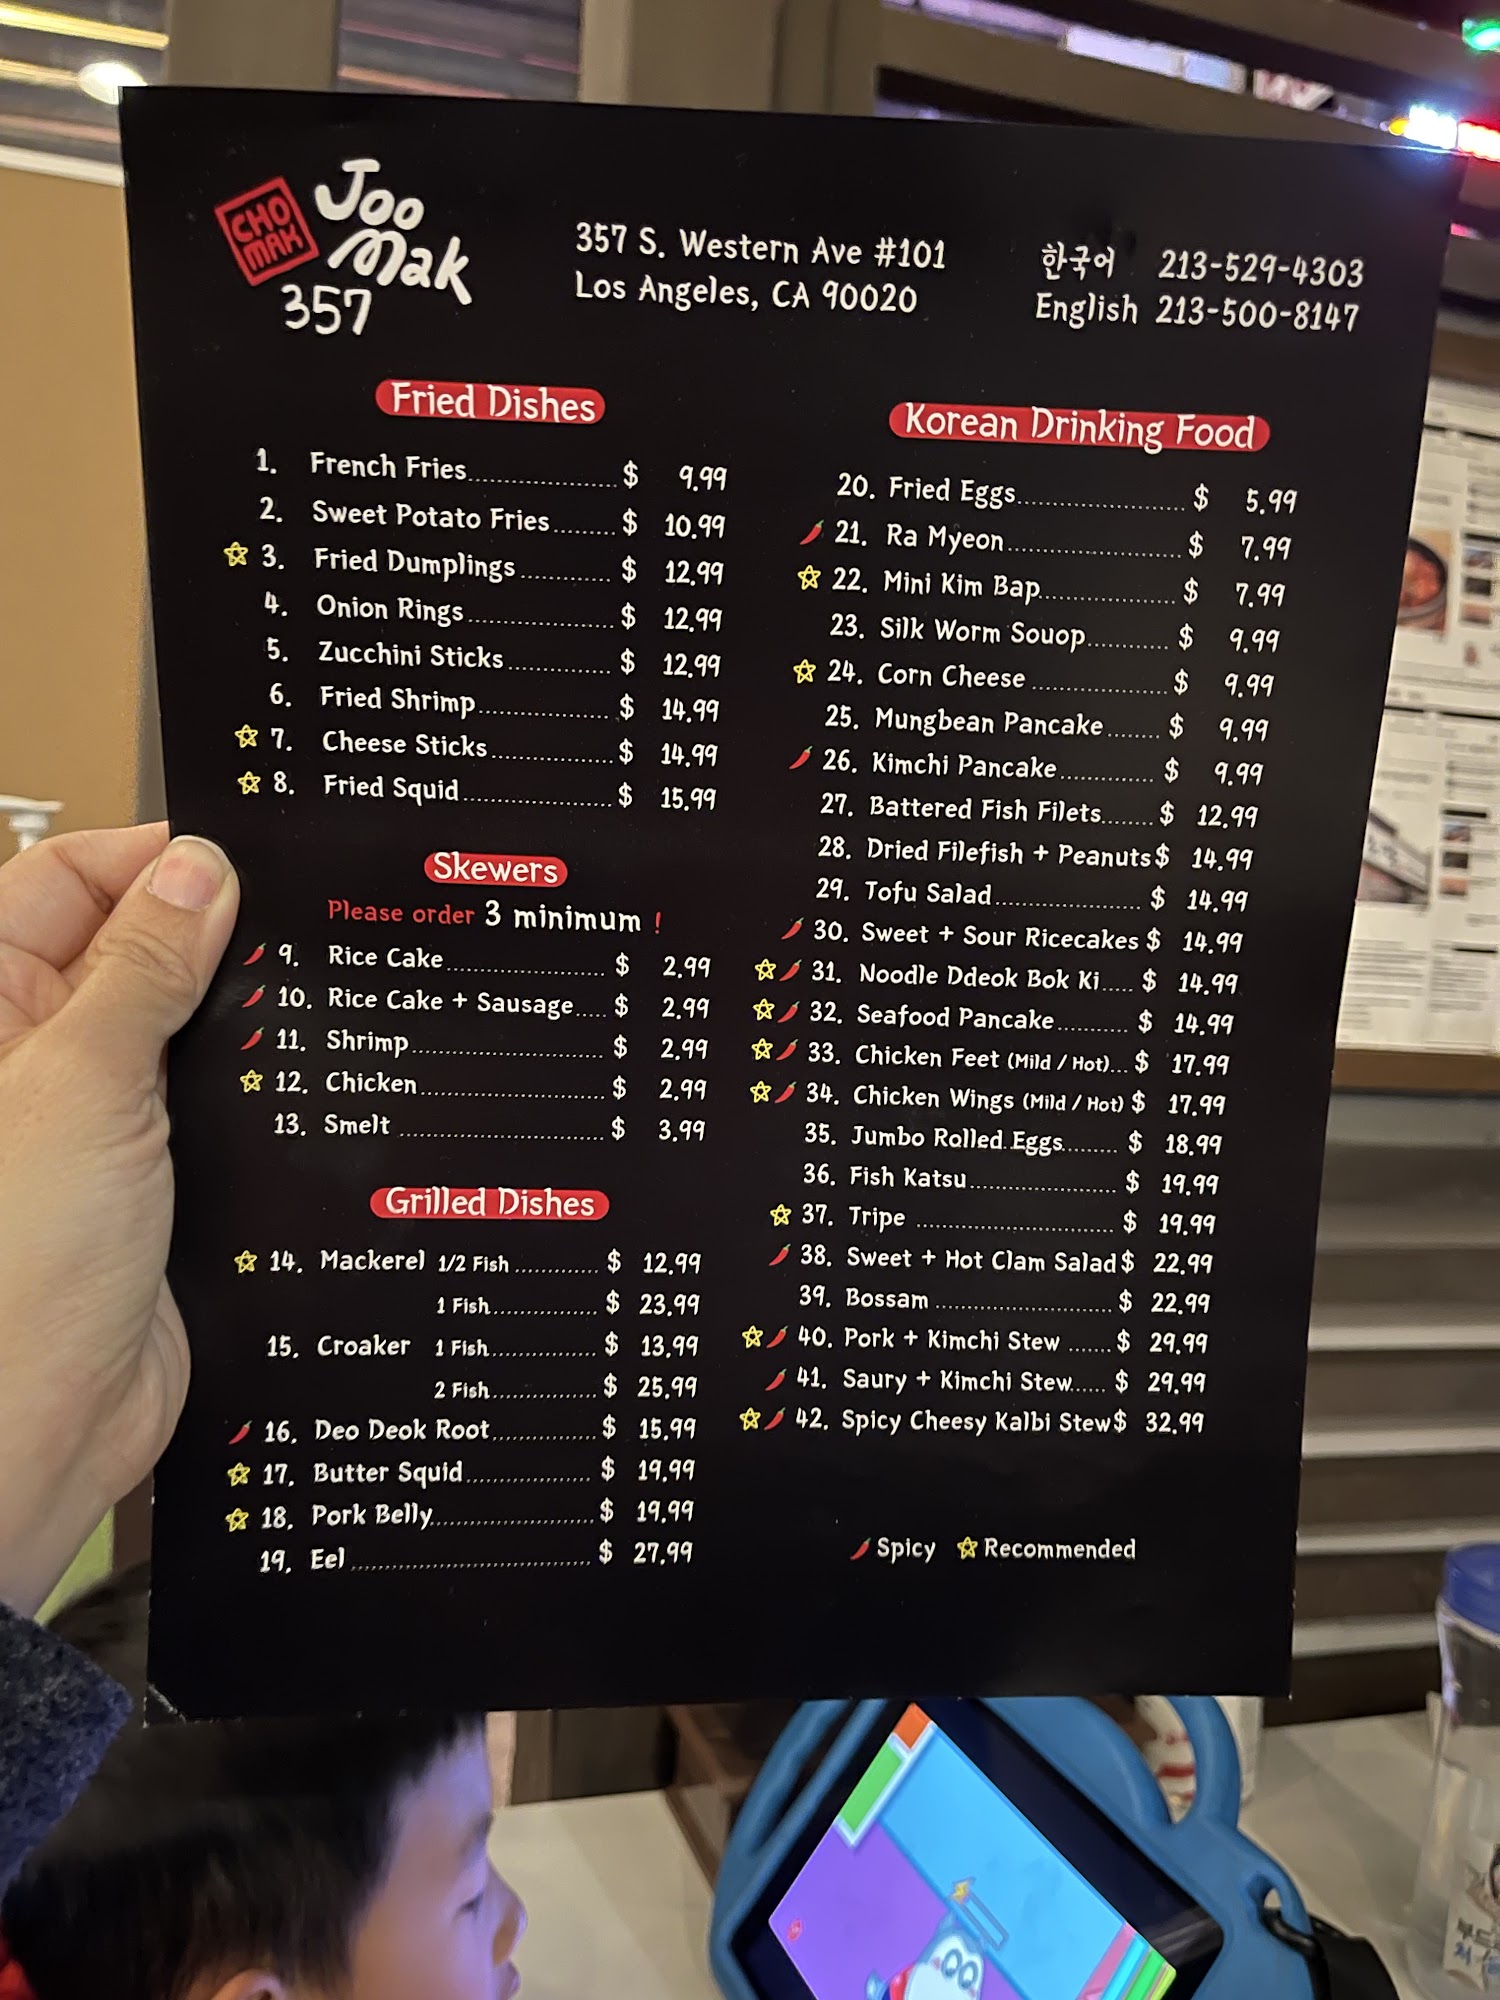 CHO
MAK
Joo
Mak
357
357 S. Western Ave #101
Los Angeles, CA 90020
한국어 213-529-4303
English 213-500-8147
Fried Dishes
1. French Fries $ 9.99
2. Sweet Potato Fries $ 10.99
3. Fried Dumplings $ 12.99
4. Onion Rings $ 12.99
5. Zucchini Sticks $ 12.99
6. Fried Shrimp $ 14.99
7. Cheese Sticks $ 14.99
8. Fried Squid $ 15.99
Skewers
Please order 3 minimum !
9. Rice Cake $ 2.99
10. Rice Cake + Sausage $ 2.99
11. Shrimp $ 2.99
12. Chicken $ 2.99
13. Smelt $ 3.99
Grilled Dishes
14. Mackerel 1/2 Fish $ 12.99
1 Fish $ 23.99
15. Croaker 1 Fish $ 13.99
2 Fish $ 25.99
16. Deo Deok Root $ 15.99
17. Butter Squid $ 19.99
18. Pork Belly $ 19.99
19. Eel $ 27.99
Korean Drinking Food
20. Fried Eggs $ 5.99
21. Ra Myeon $ 7.99
22. Mini Kim Bap $ 7.99
23. Silk Worm Souop $ 9.99
24. Corn Cheese $ 9.99
25. Mungbean Pancake $ 9.99
26. Kimchi Pancake $ 9.99
27. Battered Fish Filets $ 12.99
28. Dried Filefish + Peanuts $ 14.99
29. Tofu Salad $ 14.99
30. Sweet + Sour Ricecakes $ 14.99
31. Noodle Ddeok Bok Ki $ 14.99
32. Seafood Pancake $ 14.99
33. Chicken Feet (Mild / Hot) $ 17.99
34. Chicken Wings (Mild / Hot) $ 17.99
35. Jumbo Rolled Eggs $ 18.99
36. Fish Katsu $ 19.99
37. Tripe $ 19.99
38. Sweet + Hot Clam Salad $ 22.99
39. Bossam $ 22.99
40. Pork + Kimchi Stew $ 29.99
41. Saury + Kimchi Stew $ 29.99
42. Spicy Cheesy Kalbi Stew $ 32.99
Spicy Recommended